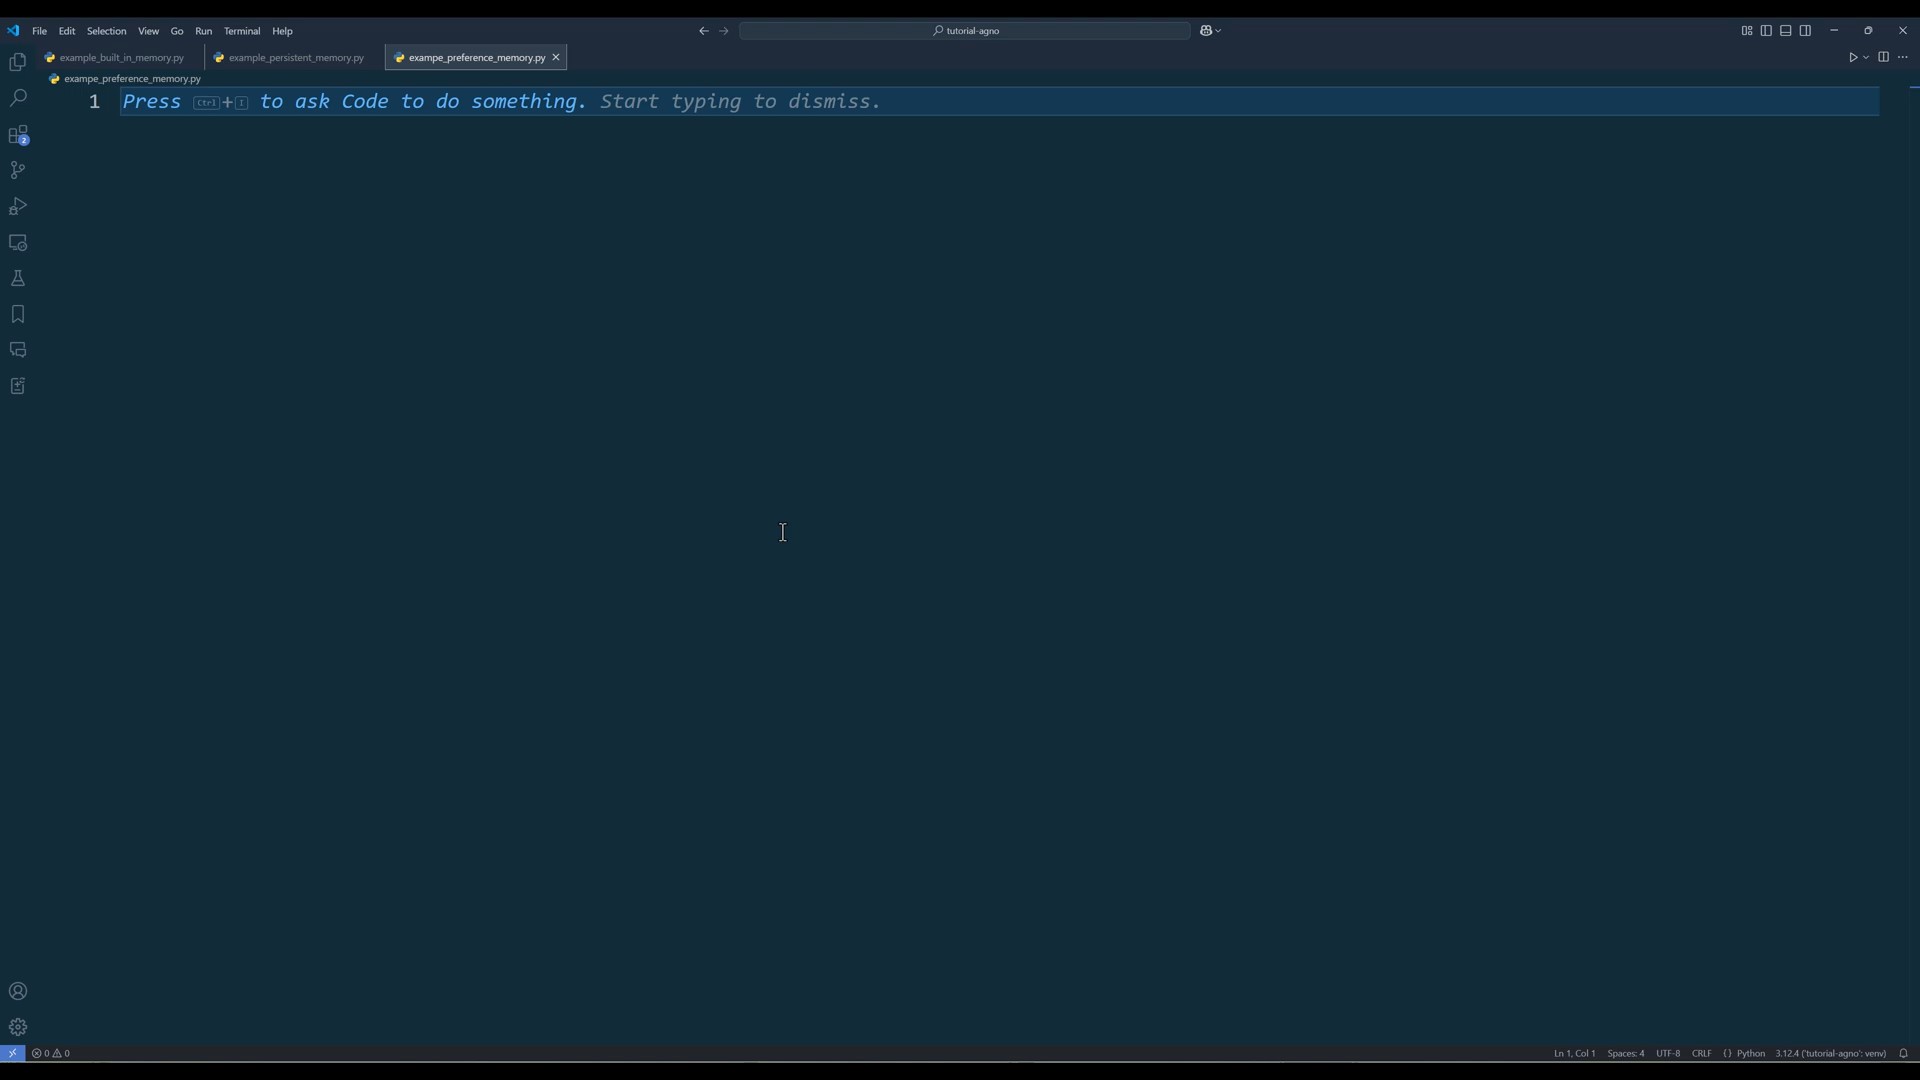 File Edit Selection View Go Run Terminal Help
tutorial-agno
example_built_in_memory.py
example_persistent_memory.py
exampe_preference_memory.py
exampe_preference_memory.py
1 Press Ctrl+I to ask Code to do something. Start typing to dismiss.
2
0 0 Ln 1, Col 1 Spaces: 4 UTF-8 CRLF {} Python 3.12.4 ('tutorial-agno': venv)